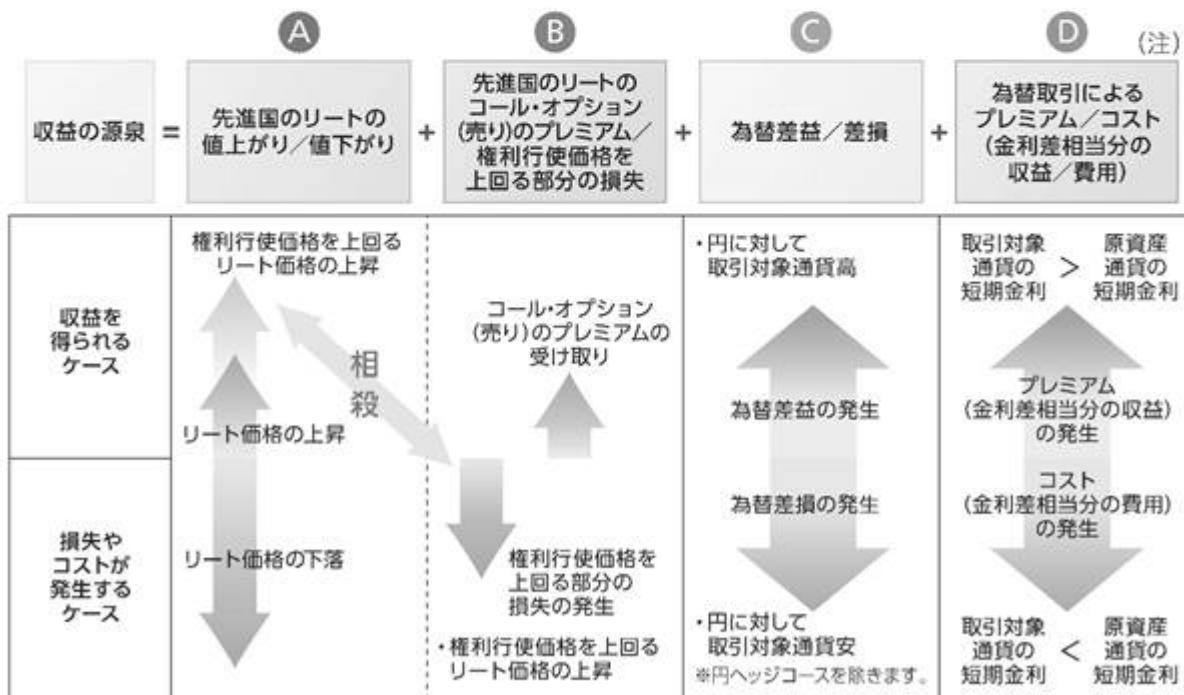 A
B
C
D
(注)
収益の源泉
=
先進国のリートの
値上がり／値下がり
+
先進国のリートの
コール・オプション
(売り)のプレミアム／
権利行使価格を
上回る部分の損失
+
為替差益／差損
+
為替取引による
プレミアム／コスト
(金利差相当分の
収益／費用)
収益を
得られる
ケース
権利行使価格を上回る
リート価格の上昇
相
殺
リート価格の上昇
コール・オプション
(売り)のプレミアムの
受け取り
・円に対して
取引対象通貨高
為替差益の発生
取引対象
通貨の
短期金利
>
原資産
通貨の
短期金利
プレミアム
(金利差相当分の収益)
の発生
損失や
コストが
発生する
ケース
リート価格の下落
権利行使価格を
上回る部分の
損失の発生
・権利行使価格を上回る
リート価格の上昇
為替差損の発生
・円に対して
取引対象通貨安
※円ヘッジコースを除きます。
コスト
(金利差相当分の費用)
の発生
取引対象
通貨の
短期金利
<
原資産
通貨の
短期金利